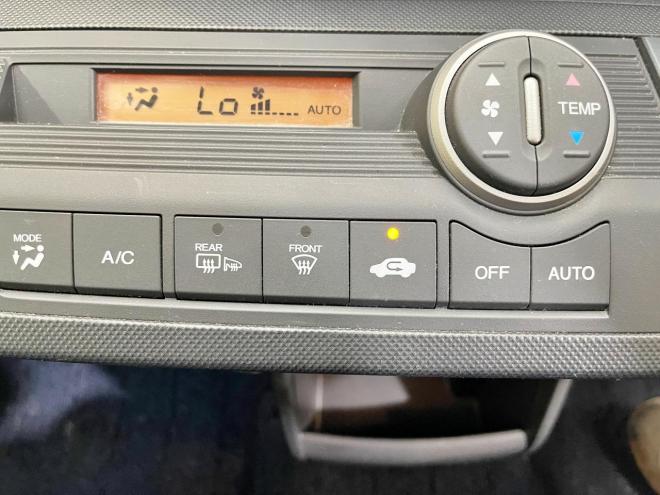 Lo AUTO
TEMP
MODE
A/C
REAR
FRONT
OFF
AUTO